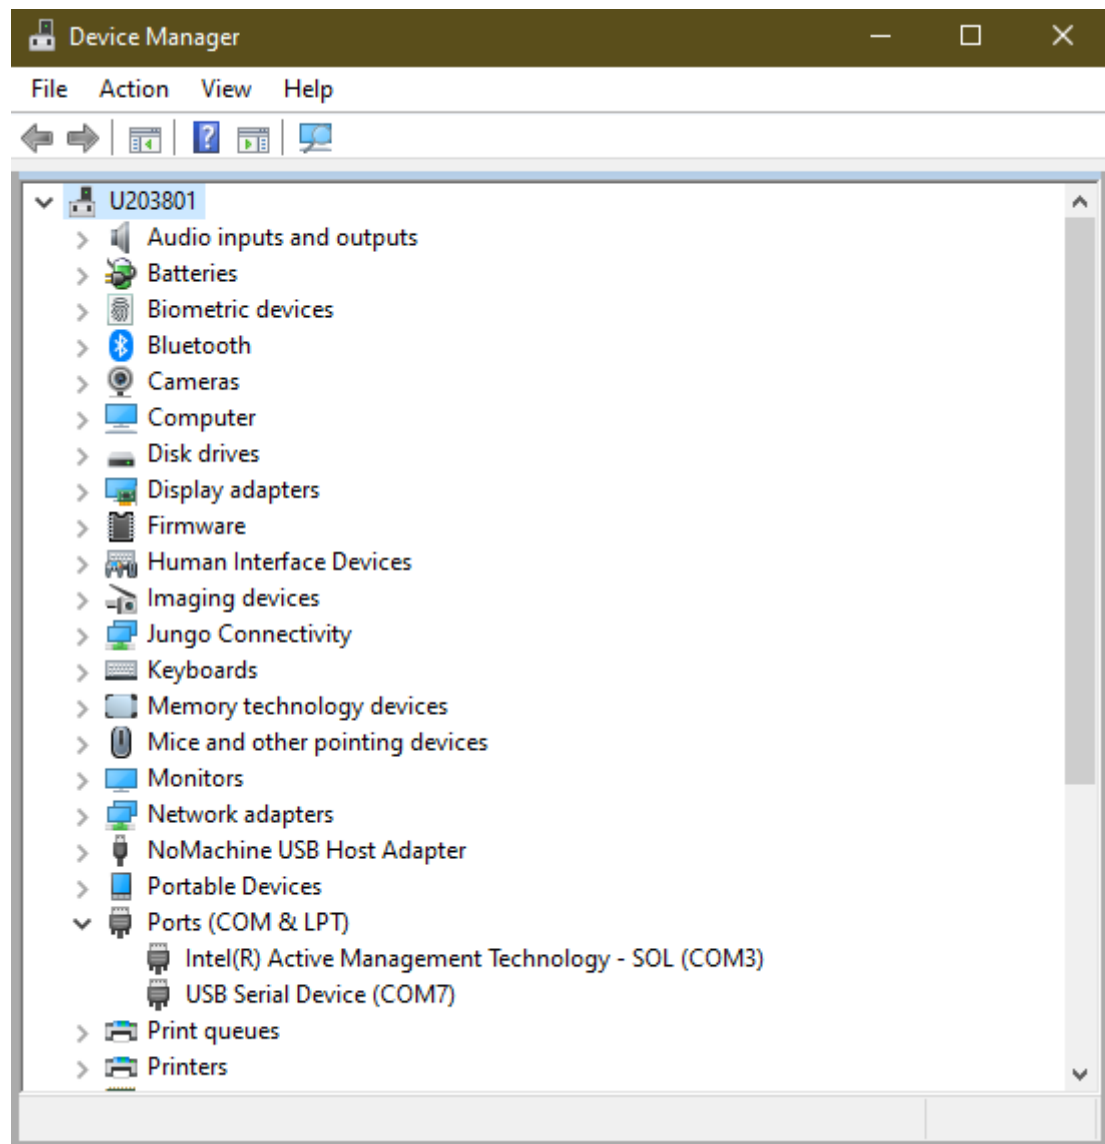 Device Manager
File Action View Help
U203801
Audio inputs and outputs
Batteries
Biometric devices
Bluetooth
Cameras
Computer
Disk drives
Display adapters
Firmware
Human Interface Devices
Imaging devices
Jungo Connectivity
Keyboards
Memory technology devices
Mice and other pointing devices
Monitors
Network adapters
NoMachine USB Host Adapter
Portable Devices
Ports (COM & LPT)
Intel(R) Active Management Technology - SOL (COM3)
USB Serial Device (COM7)
Print queues
Printers